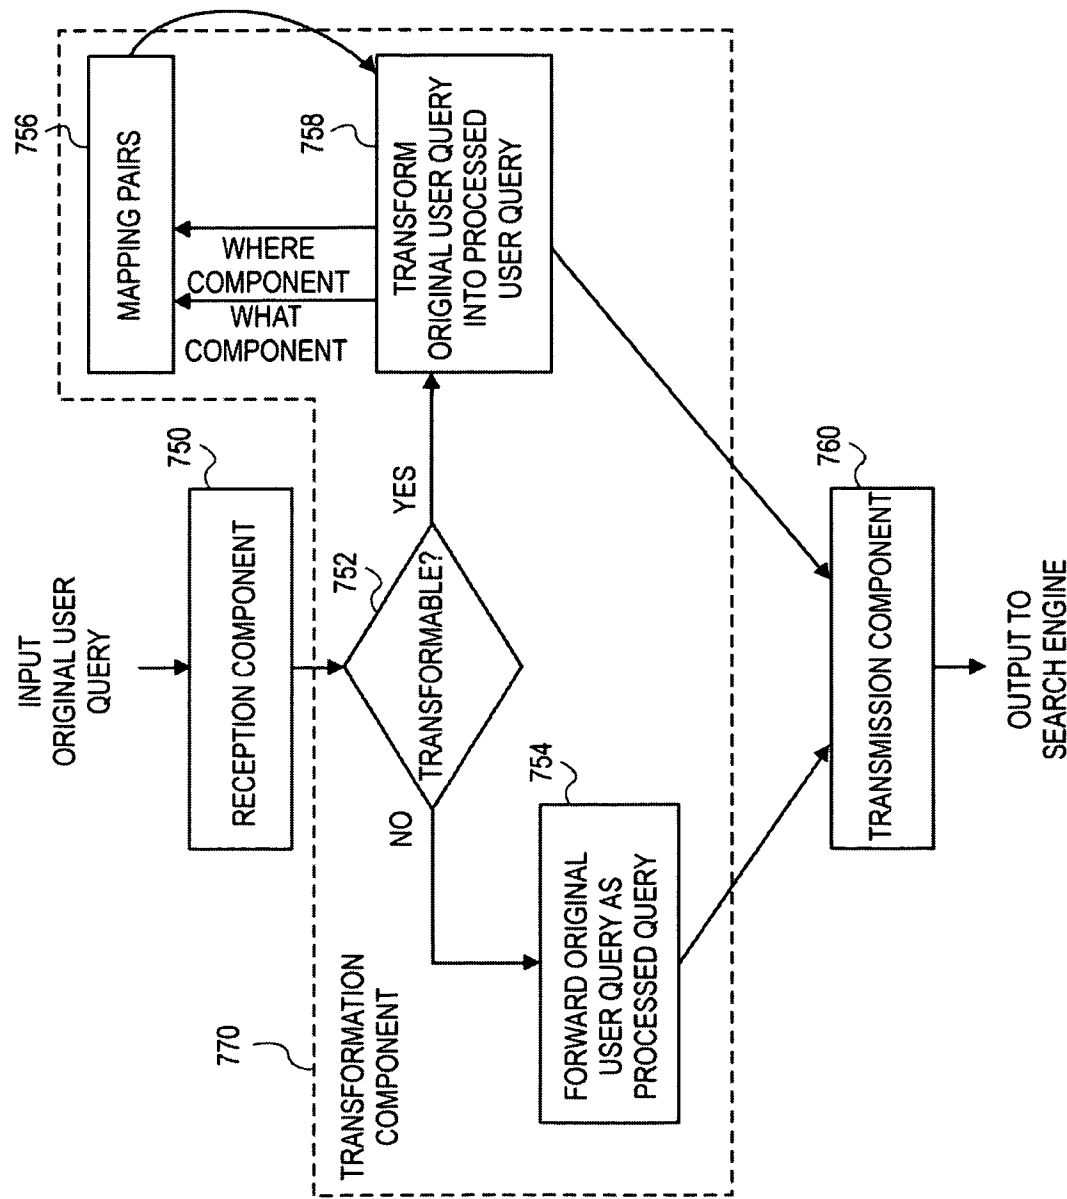 INPUT
ORIGINAL USER
QUERY
750
RECEPTION COMPONENT
770
TRANSFORMATION
COMPONENT
752
TRANSFORMABLE?
NO
YES
754
FORWARD ORIGINAL
USER QUERY AS
PROCESSED QUERY
756
MAPPING PAIRS
WHAT
COMPONENT
WHERE
COMPONENT
758
TRANSFORM
ORIGINAL USER QUERY
INTO PROCESSED
USER QUERY
760
TRANSMISSION COMPONENT
OUTPUT TO
SEARCH ENGINE